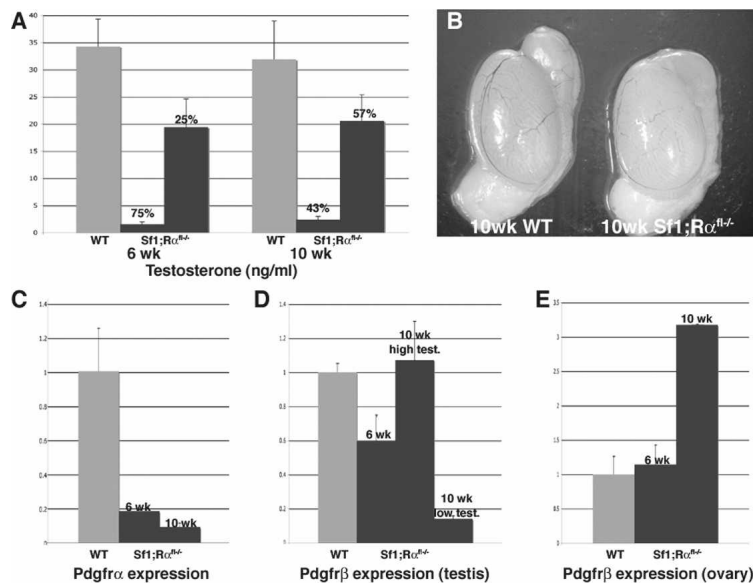 A
40
35
30
25
20
15
10
5
0
75%
25%
43%
57%
WT Sf1;Rα^fl-/- WT Sf1;Rα^fl-/-
6 wk 10 wk
Testosterone (ng/ml)
B
10wk WT 10wk Sf1;Rα^fl-/-
C
1.4
1.2
1
0.8
0.6
0.4
0.2
0
6 wk
10 wk
WT Sf1;Rα^fl-/-
Pdgfrα expression
D
1.4
1.2
1
0.8
0.6
0.4
0.2
0
6 wk
10 wk
high test.
10 wk
low test.
WT Sf1;Rα^fl-/-
Pdgfrβ expression (testis)
E
3.5
3
2.5
2
1.5
1
0.5
0
6 wk
10 wk
WT Sf1;Rα^fl-/-
Pdgfrβ expression (ovary)